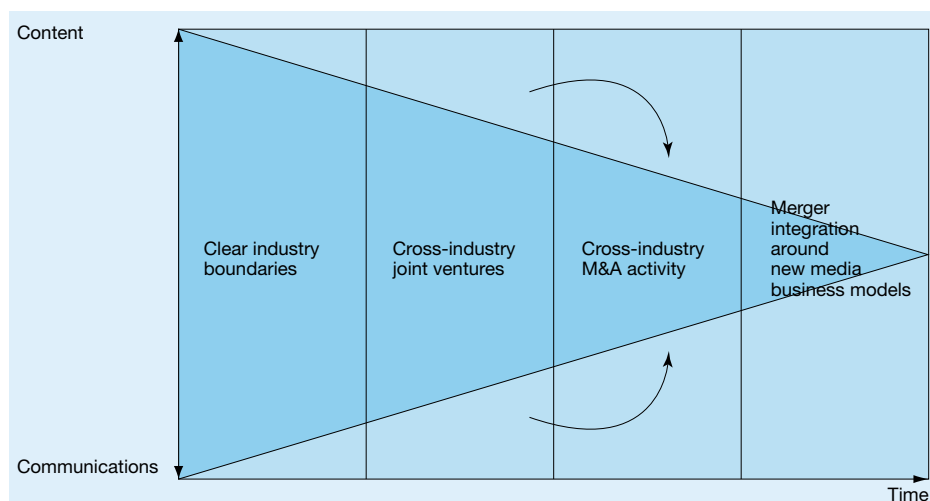 Content
Clear industry
boundaries
Cross-industry
joint ventures
Cross-industry
M&A activity
Merger
integration
around
new media
business models
Communications
Time